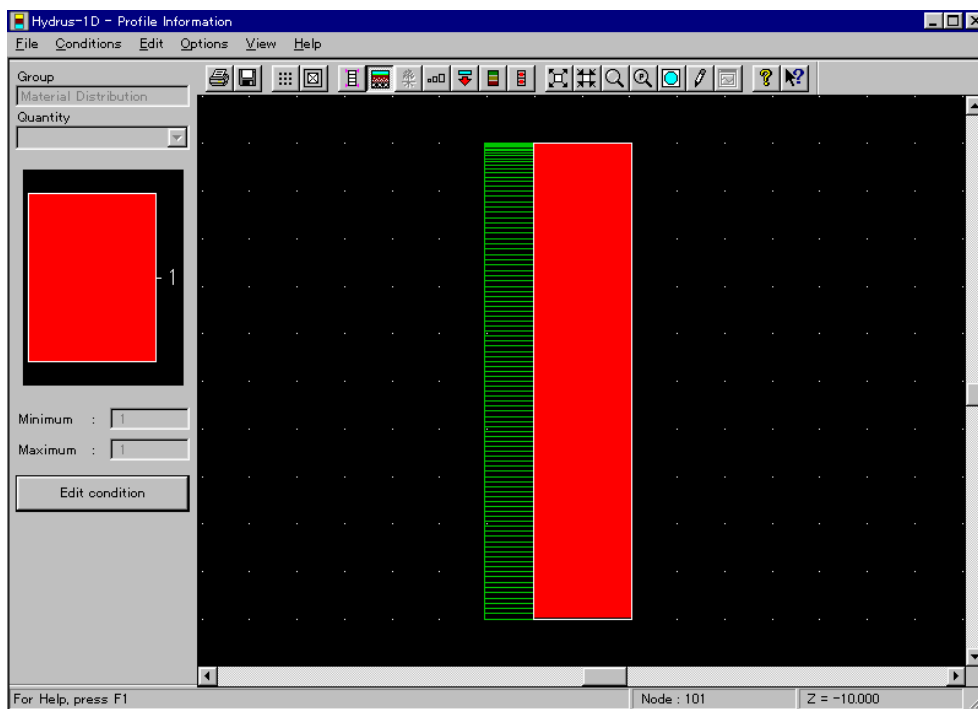 Hydrus-1D - Profile Information
File Conditions Edit Options View Help
Group
Material Distribution
Quantity
1
Minimum : 1
Maximum : 1
Edit condition
For Help, press F1
Node : 101
Z = -10.000